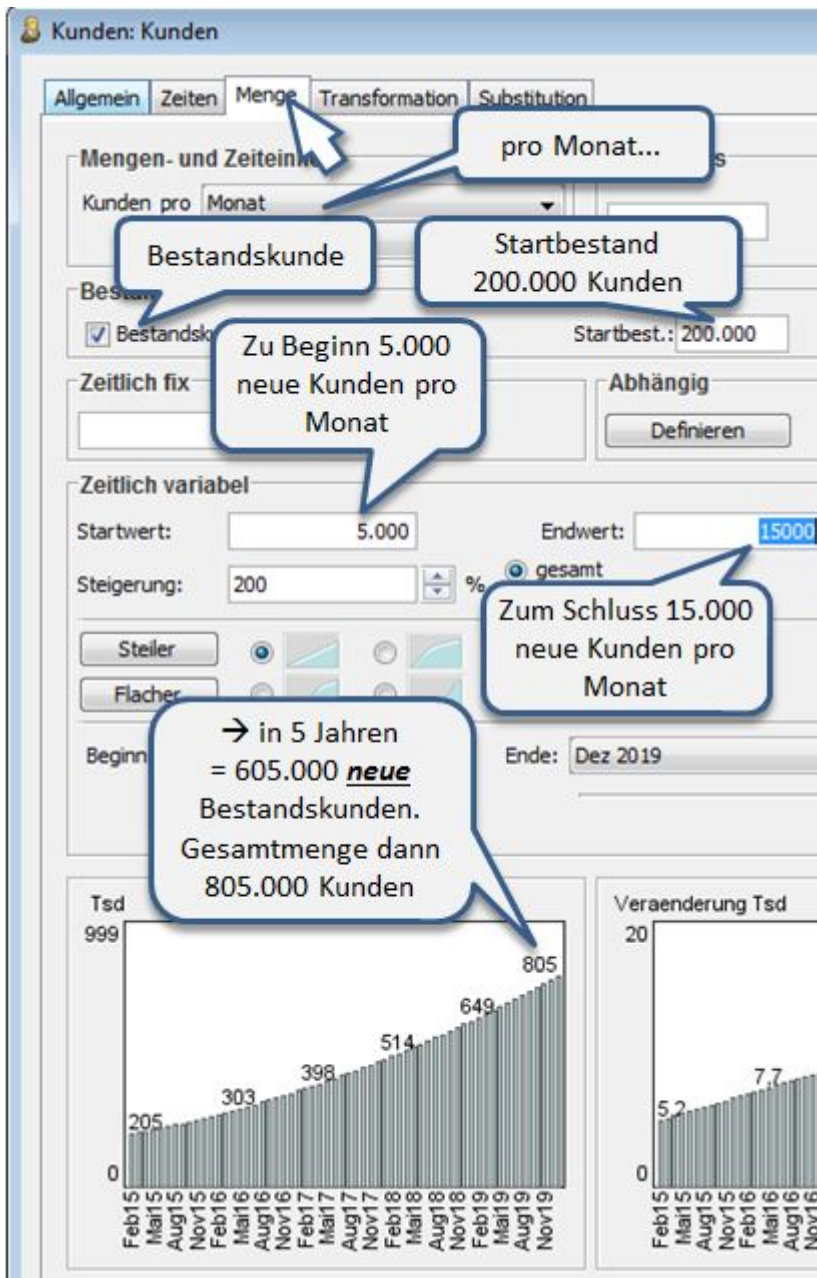 Kunden: Kunden
Allgemein Zeiten Menge Transformation Substitution
pro Monat...
Mengen- und
Kunden pro Monat
Bestandskunde
Startbestand
200.000 Kunden
Startbest.: 200.000
Zu Beginn 5.000
neue Kunden pro
Monat
Zeitlich fix
Abhängig
Definieren
Zeitlich variabel
Startwert: 5.000 Endwert: 15000
Steigerung: 200 % gesamt
Zum Schluss 15.000
neue Kunden pro
Monat
Steiler
Flacher
→ in 5 Jahren
= 605.000 neue
Bestandskunden.
Gesamtmenge dann
805.000 Kunden
Beginn Ende: Dez 2019
Tsd
999
805
649
514
398
303
205
0
Feb15 Mai15 Aug15 Nov15 Feb16 Mai16 Aug16 Nov16 Feb17 Mai17 Aug17 Nov17 Feb18 Mai18 Aug18 Nov18 Feb19 Mai19 Aug19 Nov19
Veraenderung Tsd
20
7,7
5,2
0
Feb15 Mai15 Aug15 Nov15 Feb16 Mai16 Aug16 Nov16